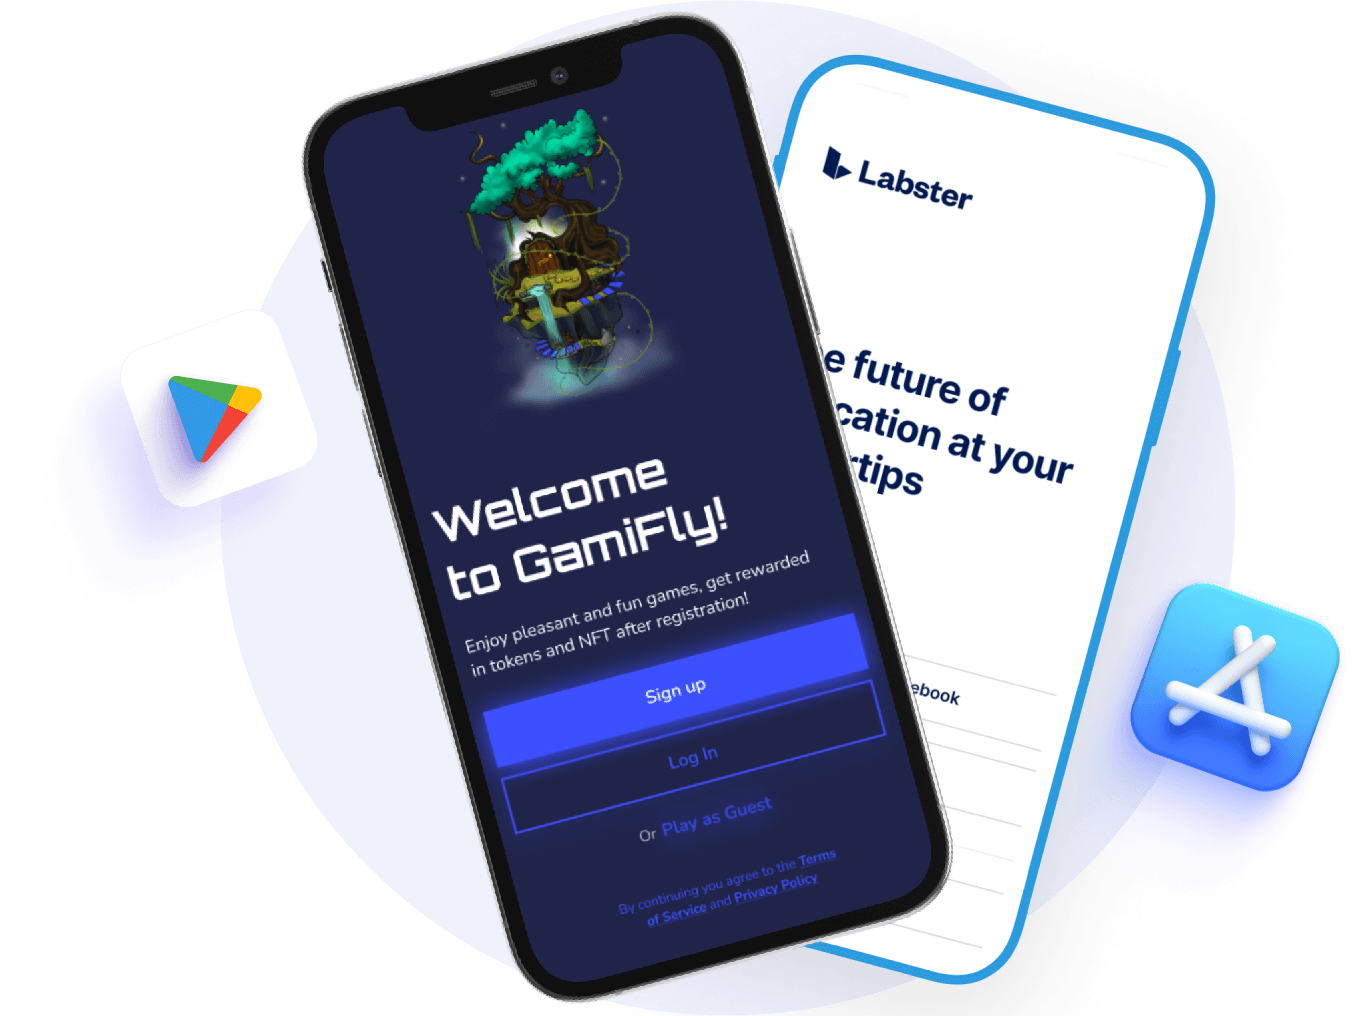 Welcome
to GamiFly!
Enjoy pleasant and fun games, get rewarded
in tokens and NFT after registration!
Sign up
Log In
Or Play as Guest
By continuing you agree to the Terms
of Service and Privacy Policy
Labster
e future of
cation at your
rtips
ebook